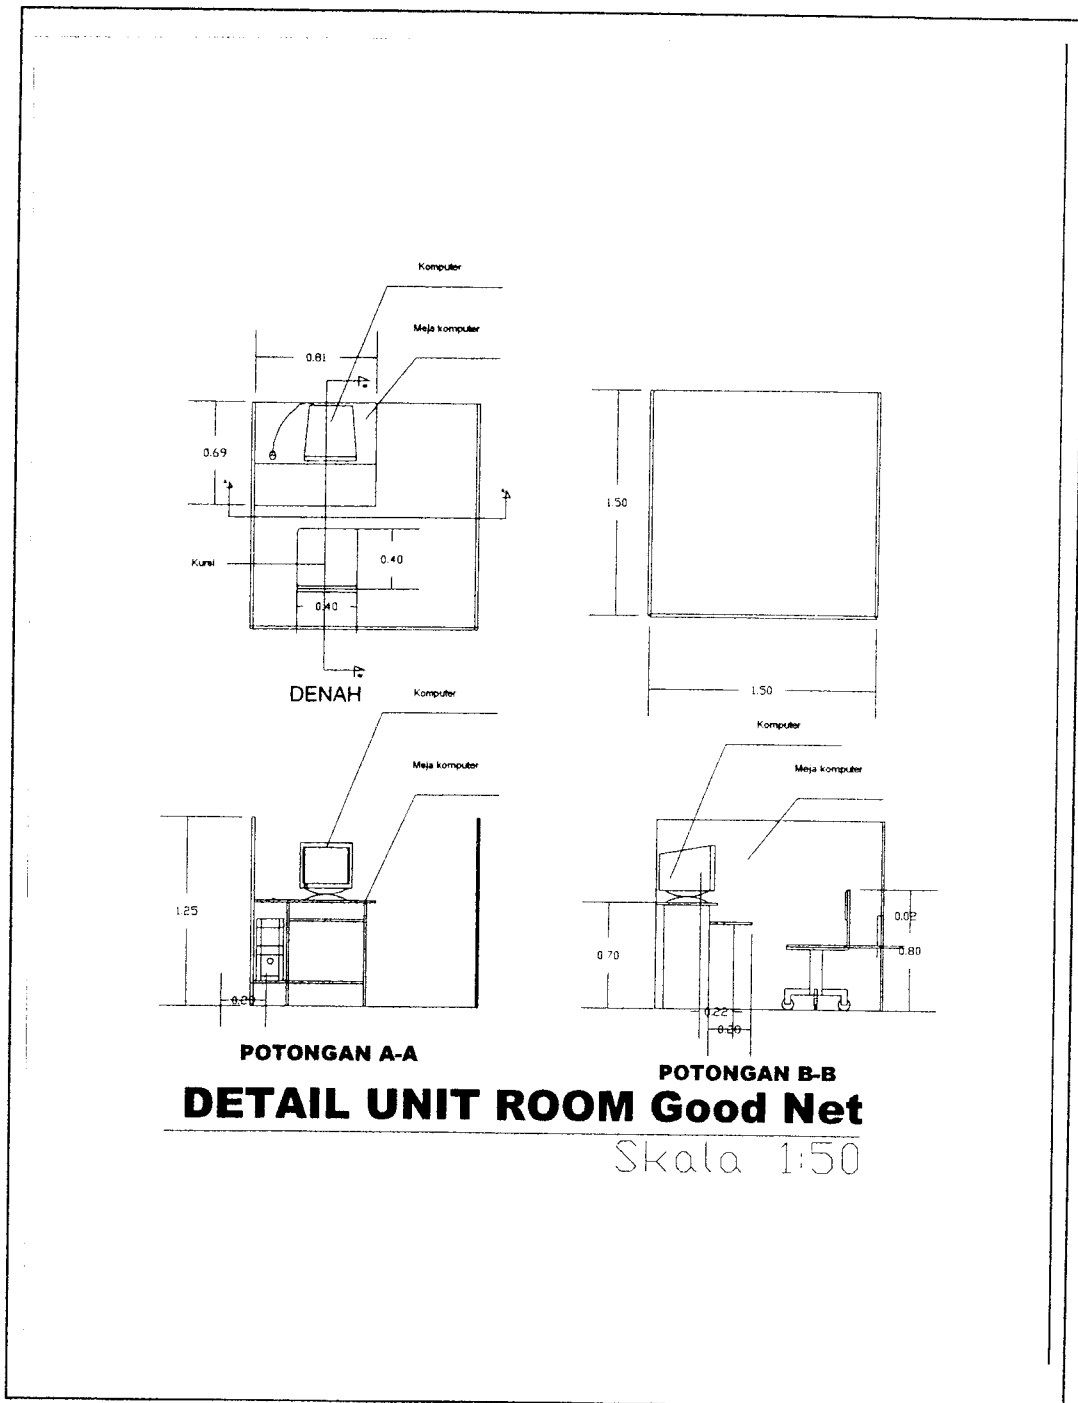 Komputer
Meja komputer
0.81
0.69
1.50
Kursi
0.40
0.40
1.50
DENAH
Komputer
Komputer
Meja komputer
Meja komputer
1.25
0.02
0.70
0.80
0.22
POTONGAN A-A
POTONGAN B-B
DETAIL UNIT ROOM Good Net
Skala 1:50